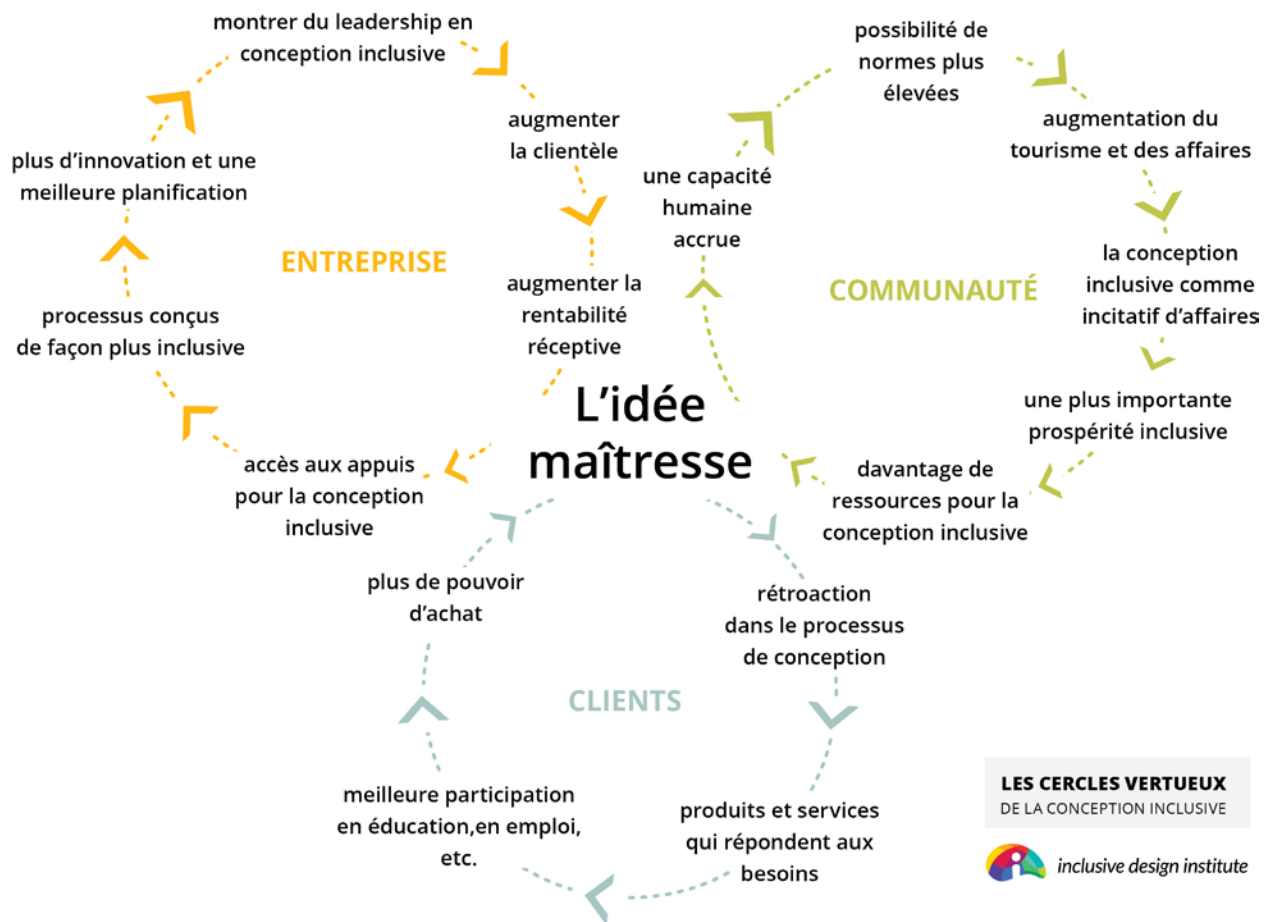 montrer du leadership en
conception inclusive
augmenter
la clientèle
augmenter la
rentabilité
réceptive
plus d’innovation et une
meilleure planification
processus conçus
de façon plus inclusive
accès aux appuis
pour la conception
inclusive
ENTREPRISE
L’idée
maîtresse
une capacité
humaine
accrue
possibilité de
normes plus
élevées
augmentation du
tourisme et des affaires
la conception
inclusive comme
incitatif d’affaires
une plus importante
prospérité inclusive
davantage de
ressources pour la
conception inclusive
COMMUNAUTÉ
rétroaction
dans le processus
de conception
produits et services
qui répondent aux
besoins
meilleure participation
en éducation,en emploi,
etc.
plus de pouvoir
d’achat
CLIENTS
LES CERCLES VERTUEUX
DE LA CONCEPTION INCLUSIVE
inclusive design institute